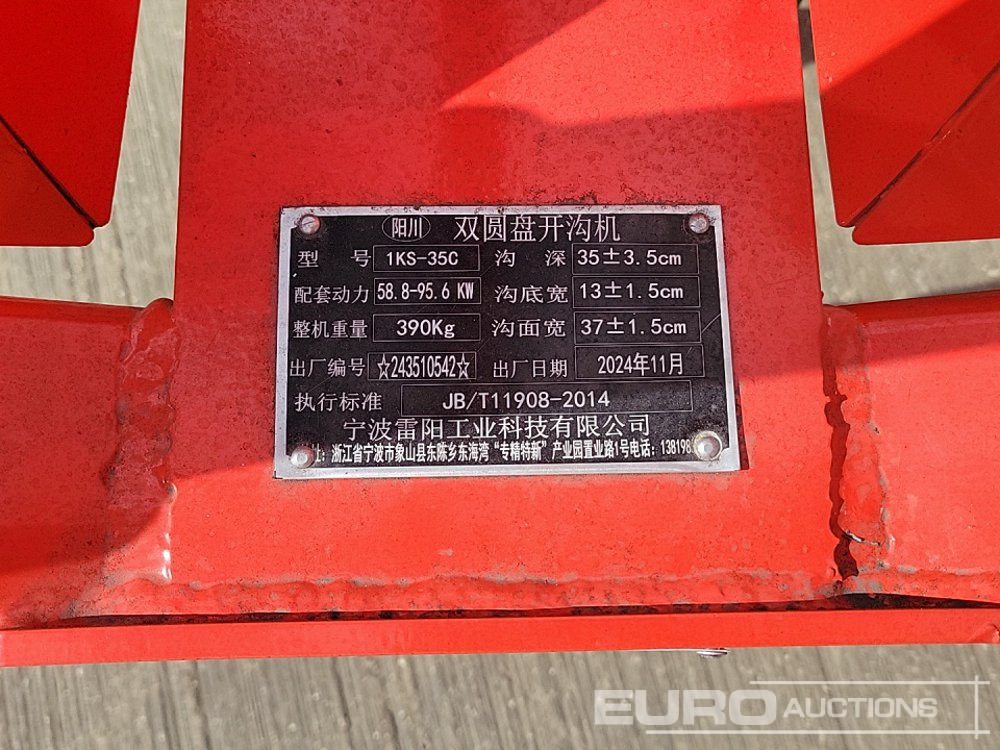 阳川 双圆盘开沟机
型号 1KS-35C 沟深 35±3.5cm
配套动力 58.8-95.6 KW 沟底宽 13±1.5cm
整机重量 390Kg 沟面宽 37±1.5cm
出厂编号 ☆243510542☆ 出厂日期 2024年11月
执行标准 JB/T11908-2014
宁波雷阳工业科技有限公司
址：浙江省宁波市象山县东陈乡东海湾“专精特新”产业园置业路1号电话：138198
EURO AUCTIONS